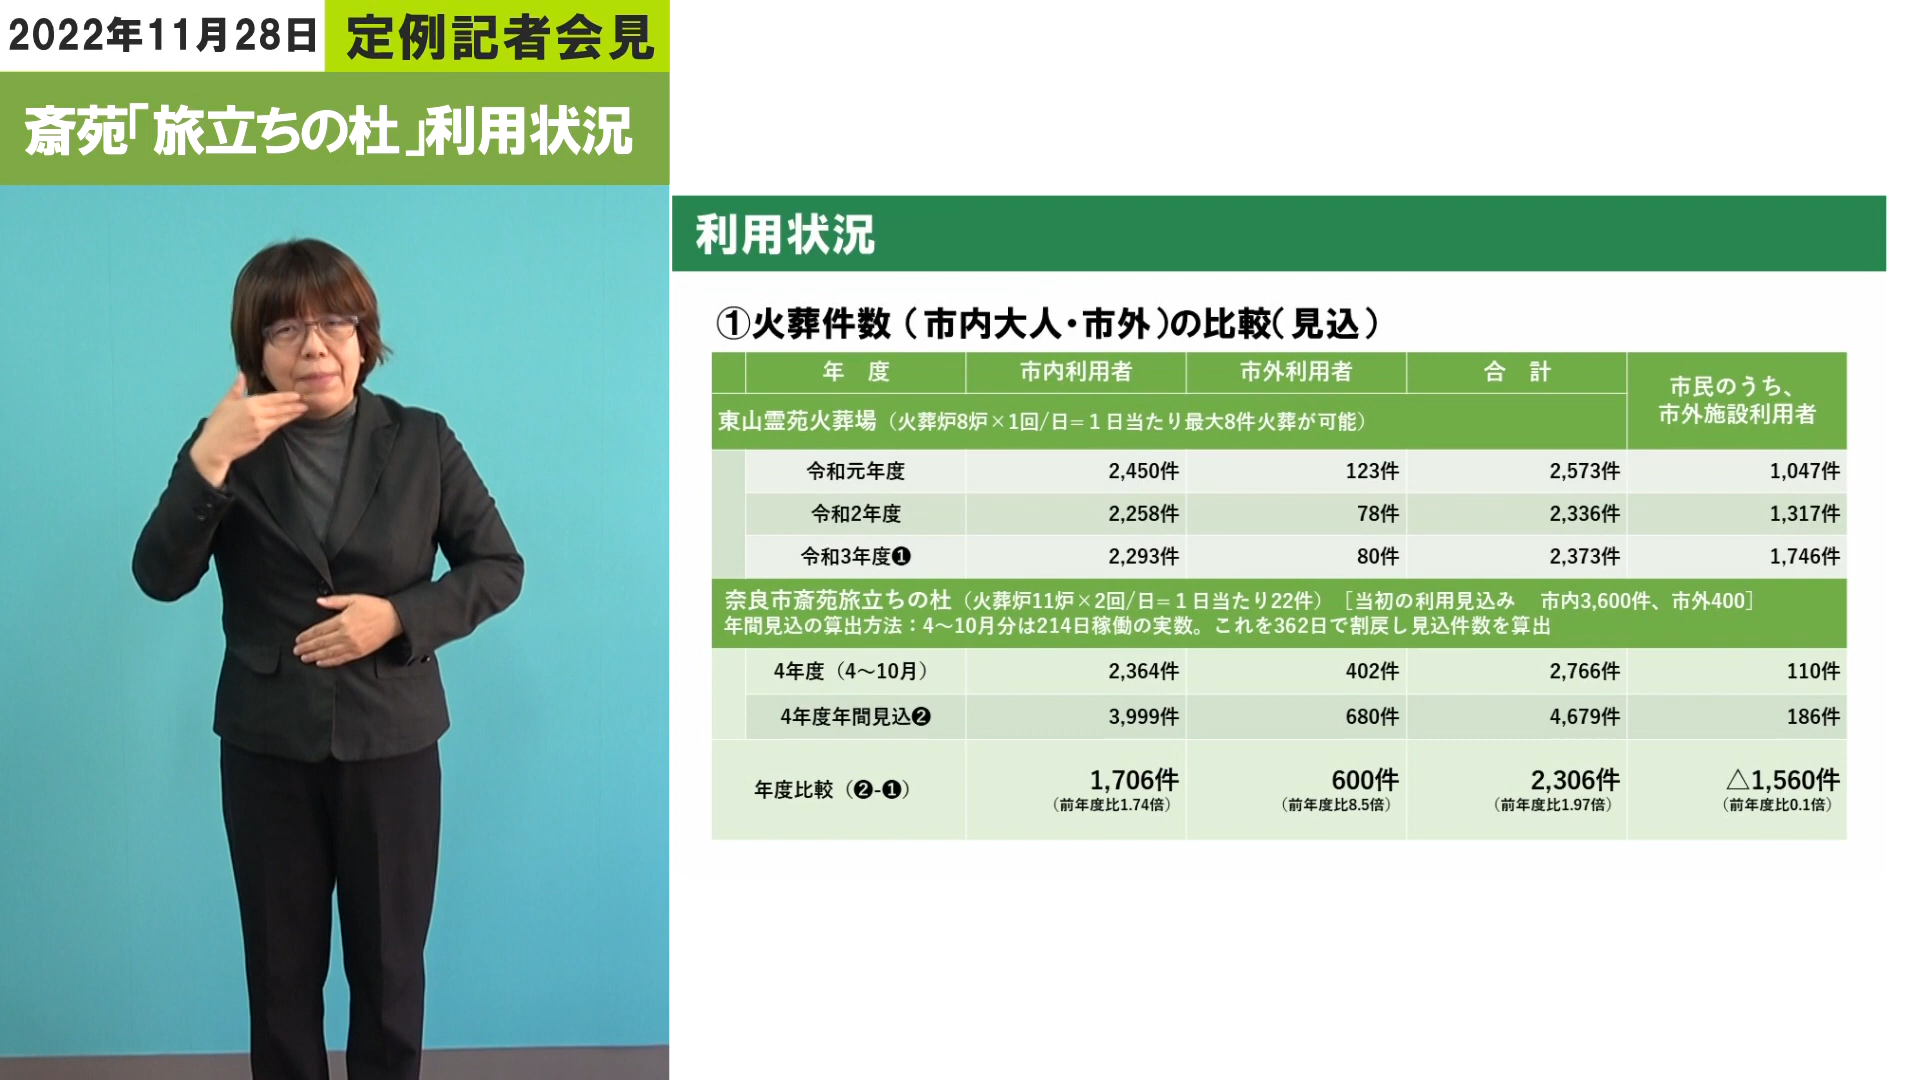 2022年11月28日 定例記者会見
斎苑「旅立ちの杜」利用状況
利用状況
①火葬件数（市内大人・市外）の比較（見込）
年　度 市内利用者 市外利用者 合　計 市民のうち、
市外施設利用者
東山霊苑火葬場（火葬炉8炉×1回/日=１日当たり最大8件火葬が可能）
令和元年度 2,450件 123件 2,573件 1,047件
令和2年度 2,258件 78件 2,336件 1,317件
令和3年度❶ 2,293件 80件 2,373件 1,746件
奈良市斎苑旅立ちの杜（火葬炉11炉×2回/日=１日当たり22件）［当初の利用見込み　市内3,600件、市外400］
年間見込の算出方法：4～10月分は214日稼働の実数。これを362日で割戻し見込件数を算出
4年度（4～10月） 2,364件 402件 2,766件 110件
4年度年間見込❷ 3,999件 680件 4,679件 186件
年度比較（❷-❶） 1,706件 600件 2,306件 △1,560件
（前年度比1.74倍） （前年度比8.5倍） （前年度比1.97倍） （前年度比0.1倍）